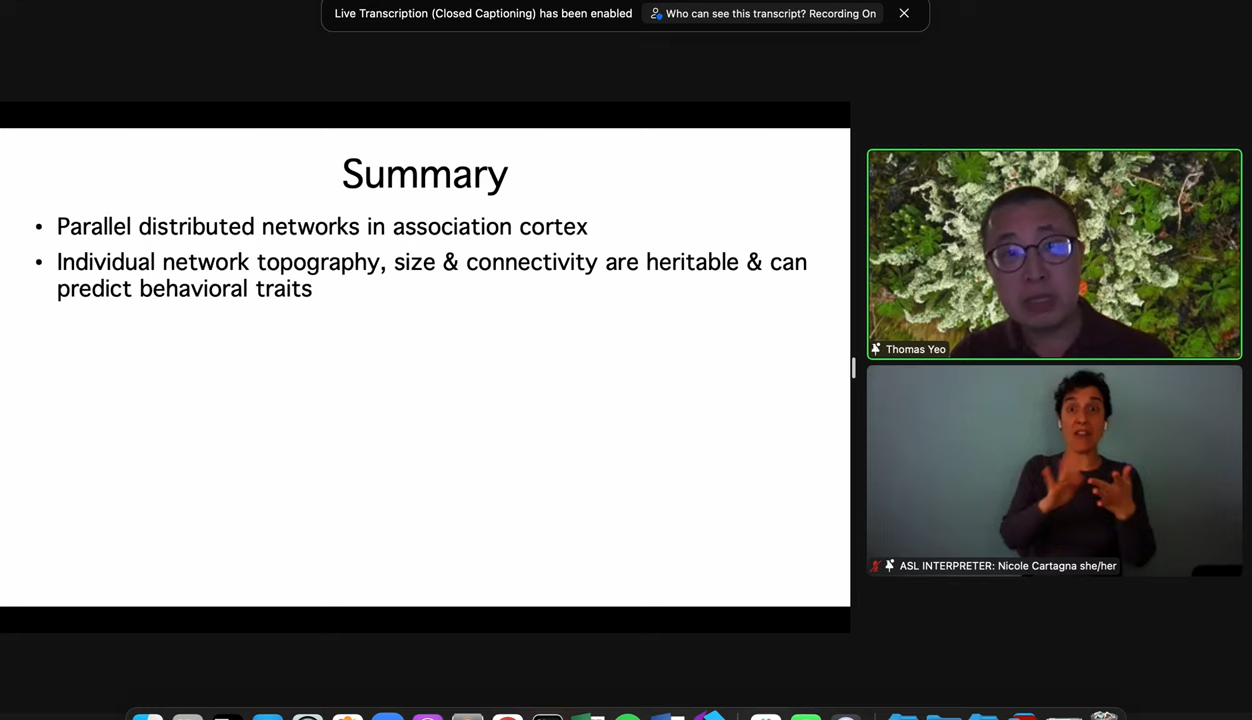 Live Transcription (Closed Captioning) has been enabled
Who can see this transcript? Recording On
Summary
• Parallel distributed networks in association cortex
• Individual network topography, size & connectivity are heritable & can
predict behavioral traits
Thomas Yeo
ASL INTERPRETER: Nicole Cartagna she/her